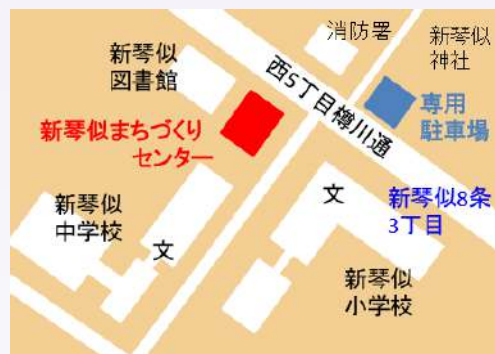 消防署
新琴似
神社
新琴似
図書館
西5丁目樽川通
専用
駐車場
新琴似まちづくり
センター
文
新琴似8条
3丁目
新琴似
中学校
文
新琴似
小学校